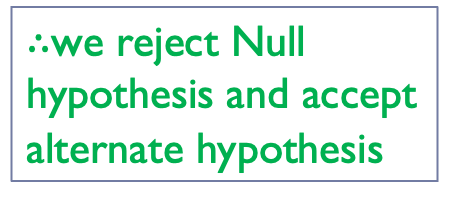 ∴we reject Null
hypothesis and accept
alternate hypothesis